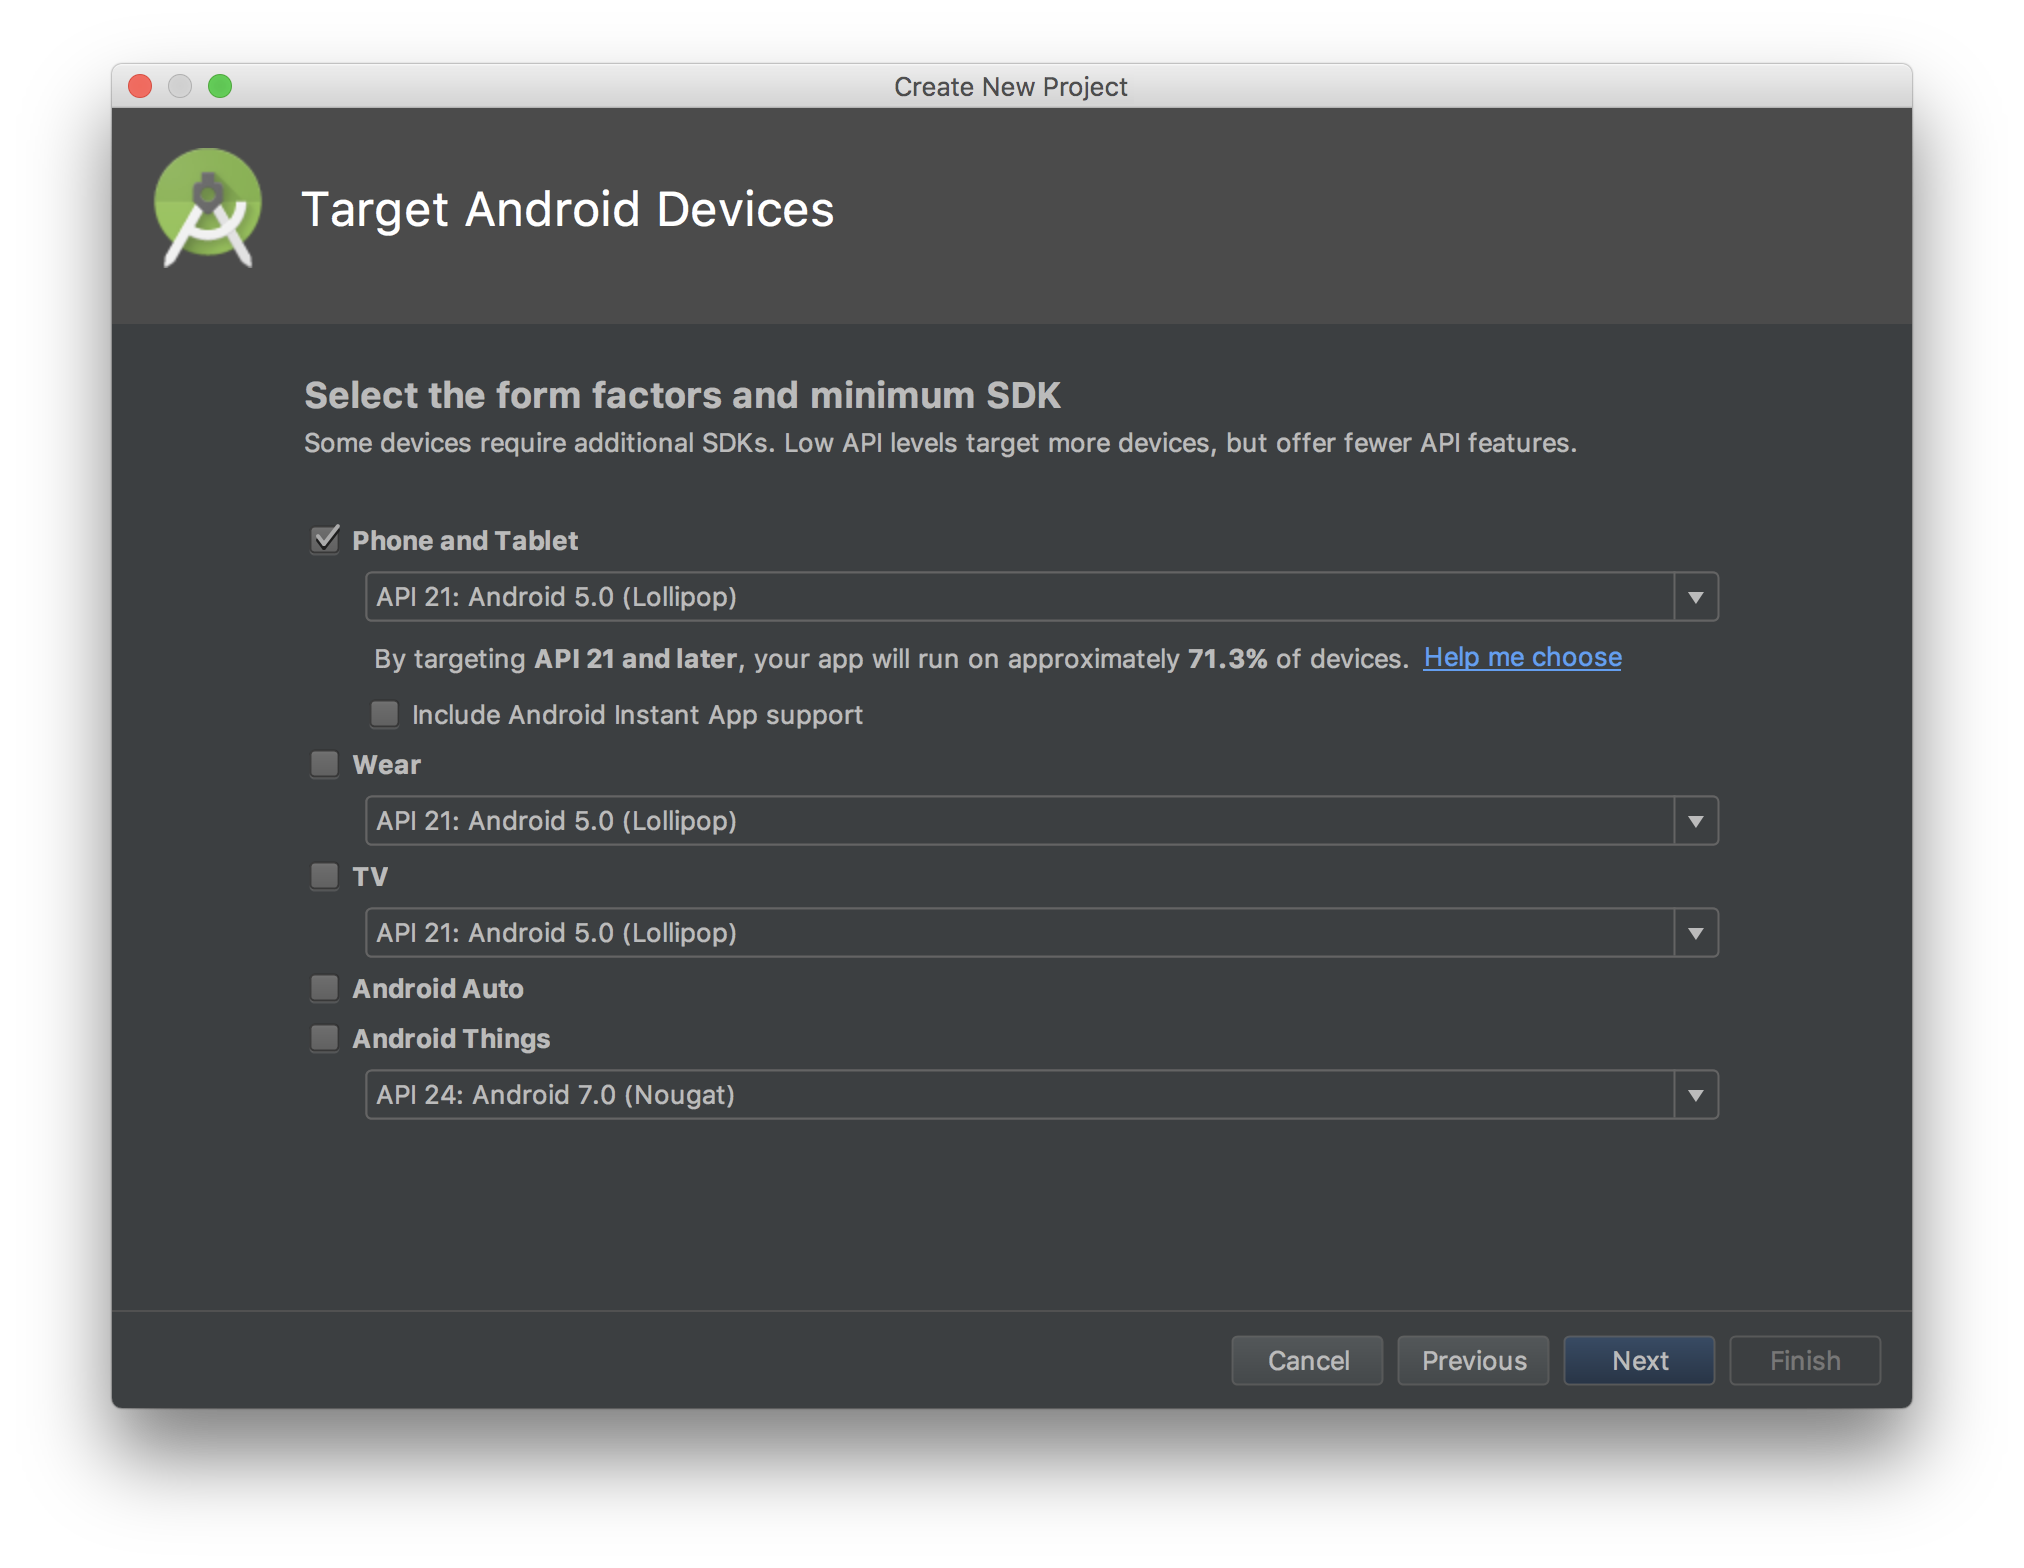 Create New Project
Target Android Devices
Select the form factors and minimum SDK
Some devices require additional SDKs. Low API levels target more devices, but offer fewer API features.
Phone and Tablet
API 21: Android 5.0 (Lollipop)
By targeting API 21 and later, your app will run on approximately 71.3% of devices. Help me choose
Include Android Instant App support
Wear
API 21: Android 5.0 (Lollipop)
TV
API 21: Android 5.0 (Lollipop)
Android Auto
Android Things
API 24: Android 7.0 (Nougat)
Cancel Previous Next Finish